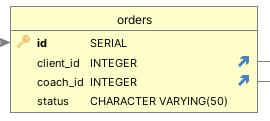 orders
id SERIAL
client_id INTEGER
coach_id INTEGER
status CHARACTER VARYING(50)